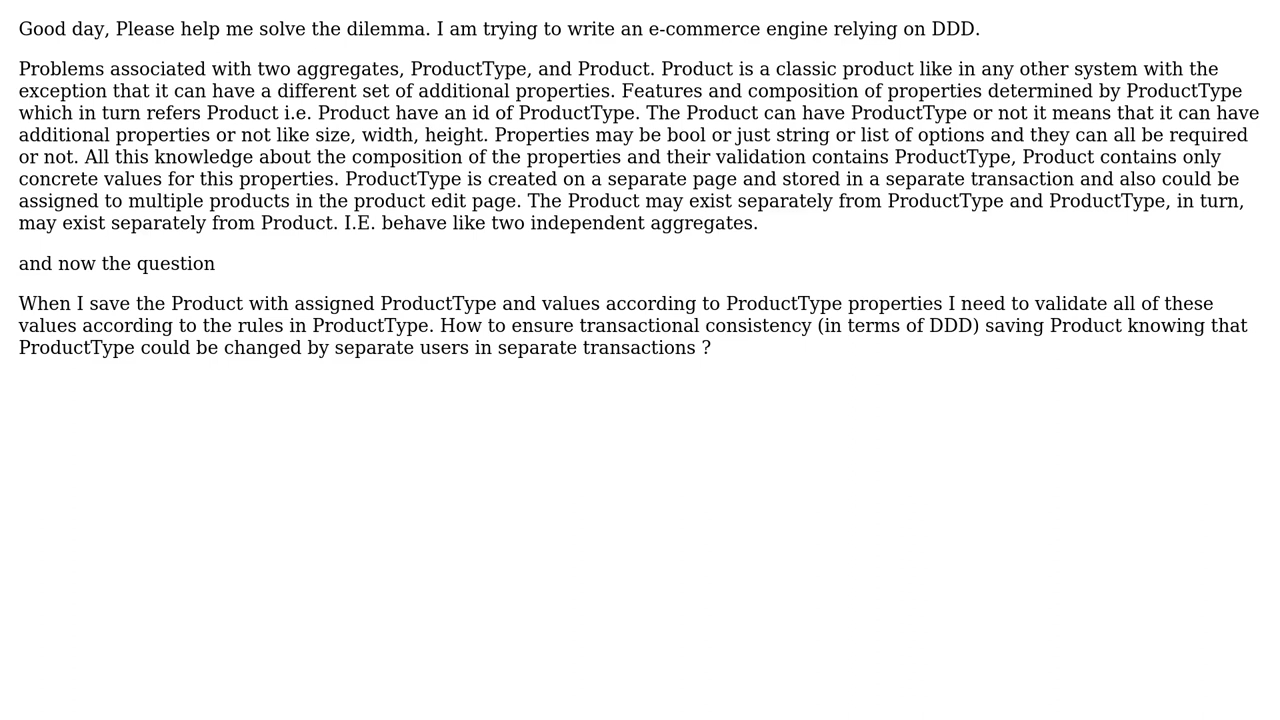 Good day, Please help me solve the dilemma. I am trying to write an e-commerce engine relying on DDD.
Problems associated with two aggregates, ProductType, and Product. Product is a classic product like in any other system with the
exception that it can have a different set of additional properties. Features and composition of properties determined by ProductType
which in turn refers Product i.e. Product have an id of ProductType. The Product can have ProductType or not it means that it can have
additional properties or not like size, width, height. Properties may be bool or just string or list of options and they can all be required
or not. All this knowledge about the composition of the properties and their validation contains ProductType, Product contains only
concrete values for this properties. ProductType is created on a separate page and stored in a separate transaction and also could be
assigned to multiple products in the product edit page. The Product may exist separately from ProductType and ProductType, in turn,
may exist separately from Product. I.E. behave like two independent aggregates.
and now the question
When I save the Product with assigned ProductType and values according to ProductType properties I need to validate all of these
values according to the rules in ProductType. How to ensure transactional consistency (in terms of DDD) saving Product knowing that
ProductType could be changed by separate users in separate transactions ?